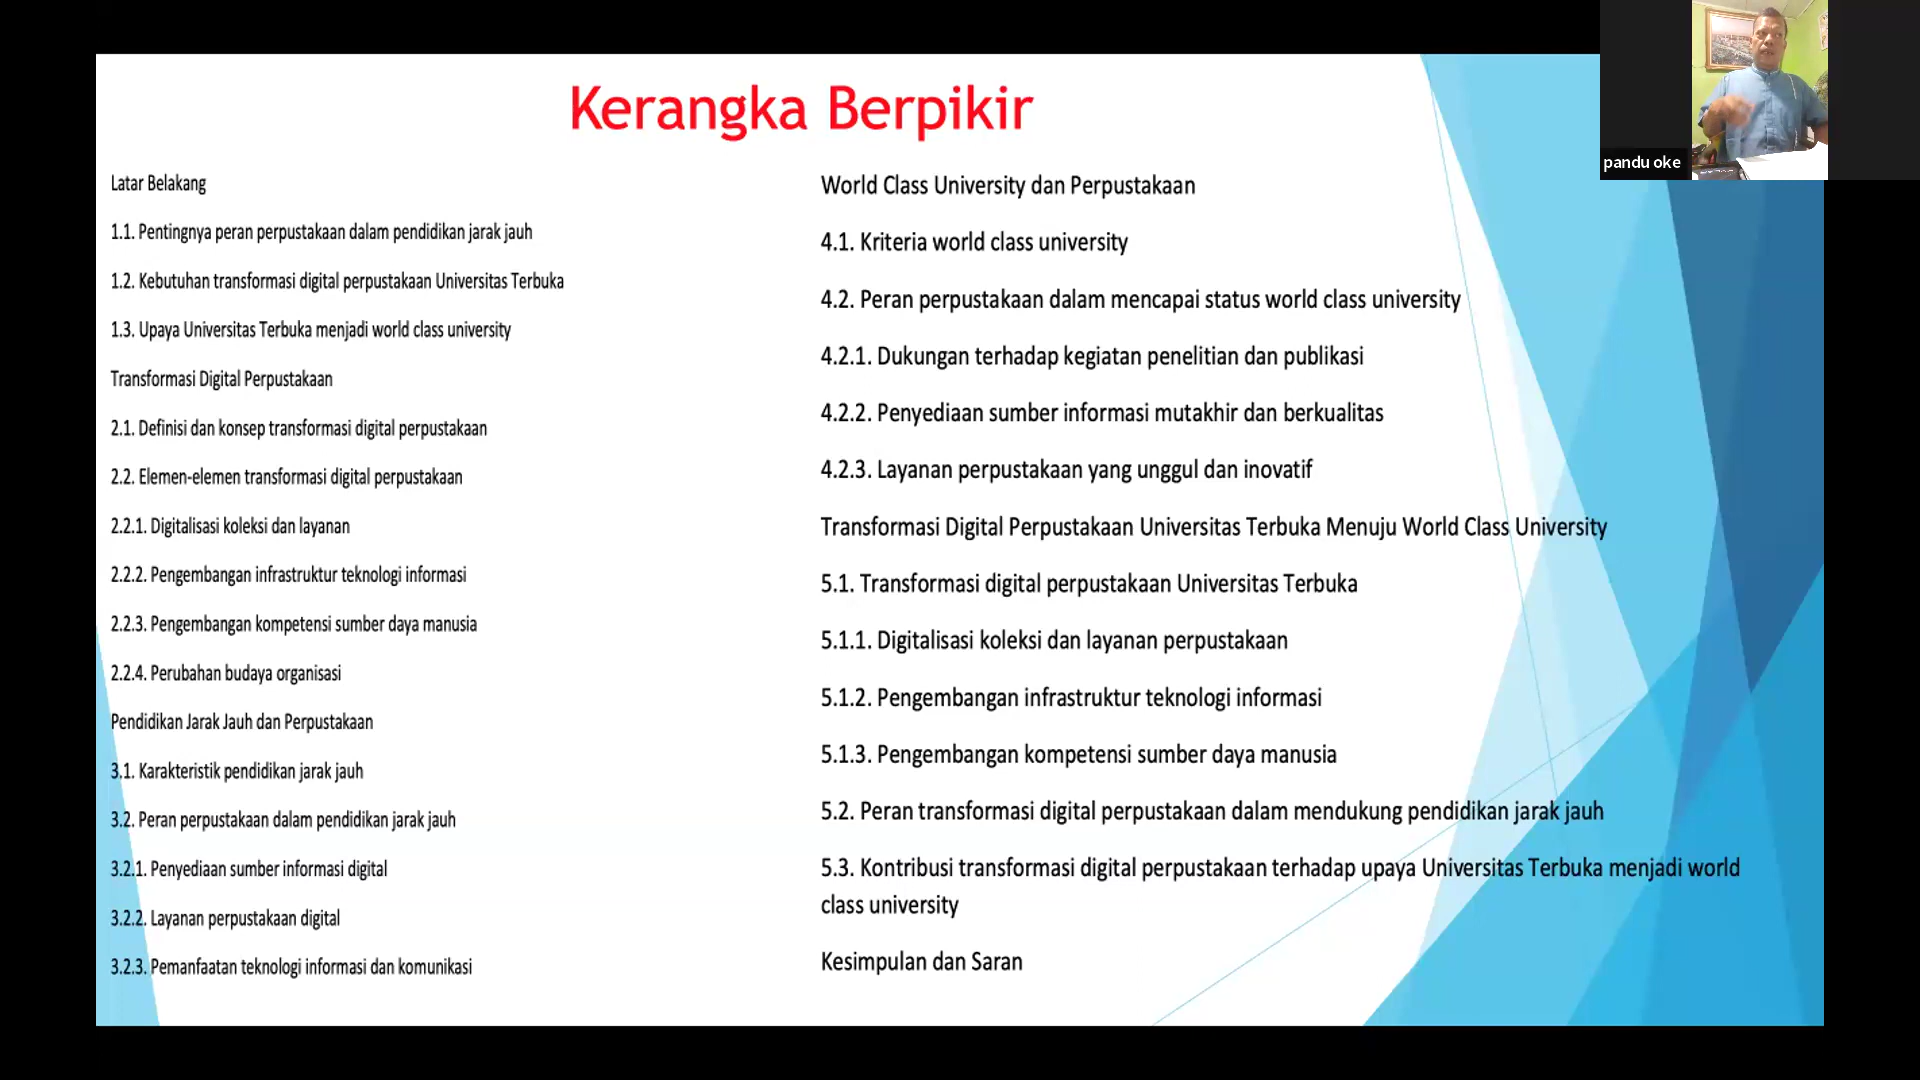 Kerangka Berpikir
Latar Belakang
1.1. Pentingnya peran perpustakaan dalam pendidikan jarak jauh
1.2. Kebutuhan transformasi digital perpustakaan Universitas Terbuka
1.3. Upaya Universitas Terbuka menjadi world class university
Transformasi Digital Perpustakaan
2.1. Definisi dan konsep transformasi digital perpustakaan
2.2. Elemen-elemen transformasi digital perpustakaan
2.2.1. Digitalisasi koleksi dan layanan
2.2.2. Pengembangan infrastruktur teknologi informasi
2.2.3. Pengembangan kompetensi sumber daya manusia
2.2.4. Perubahan budaya organisasi
Pendidikan Jarak Jauh dan Perpustakaan
3.1. Karakteristik pendidikan jarak jauh
3.2. Peran perpustakaan dalam pendidikan jarak jauh
3.2.1. Penyediaan sumber informasi digital
3.2.2. Layanan perpustakaan digital
3.2.3. Pemanfaatan teknologi informasi dan komunikasi
World Class University dan Perpustakaan
4.1. Kriteria world class university
4.2. Peran perpustakaan dalam mencapai status world class university
4.2.1. Dukungan terhadap kegiatan penelitian dan publikasi
4.2.2. Penyediaan sumber informasi mutakhir dan berkualitas
4.2.3. Layanan perpustakaan yang unggul dan inovatif
Transformasi Digital Perpustakaan Universitas Terbuka Menuju World Class University
5.1. Transformasi digital perpustakaan Universitas Terbuka
5.1.1. Digitalisasi koleksi dan layanan perpustakaan
5.1.2. Pengembangan infrastruktur teknologi informasi
5.1.3. Pengembangan kompetensi sumber daya manusia
5.2. Peran transformasi digital perpustakaan dalam mendukung pendidikan jarak jauh
5.3. Kontribusi transformasi digital perpustakaan terhadap upaya Universitas Terbuka menjadi world
class university
Kesimpulan dan Saran
pandu oke